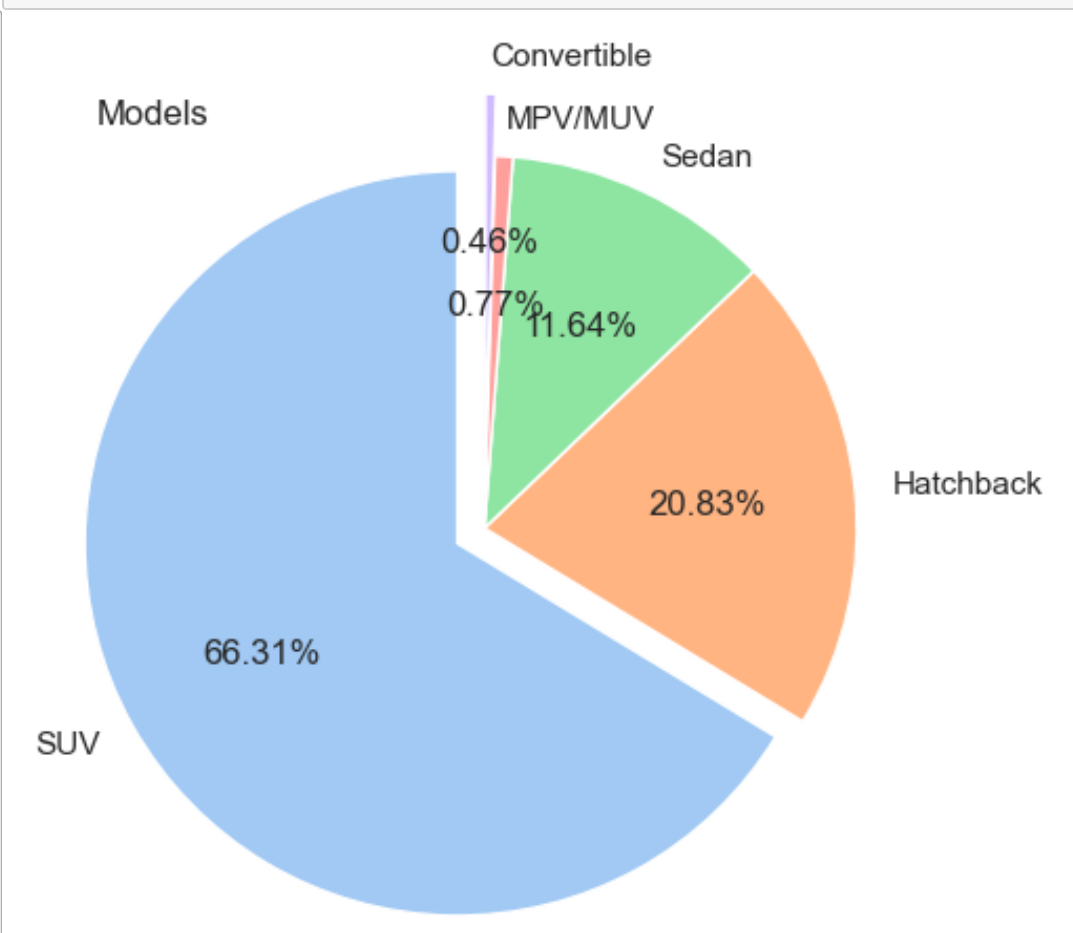 Convertible
Models
MPV/MUV
Sedan
0.46%
0.77%
11.64%
Hatchback
20.83%
66.31%
SUV